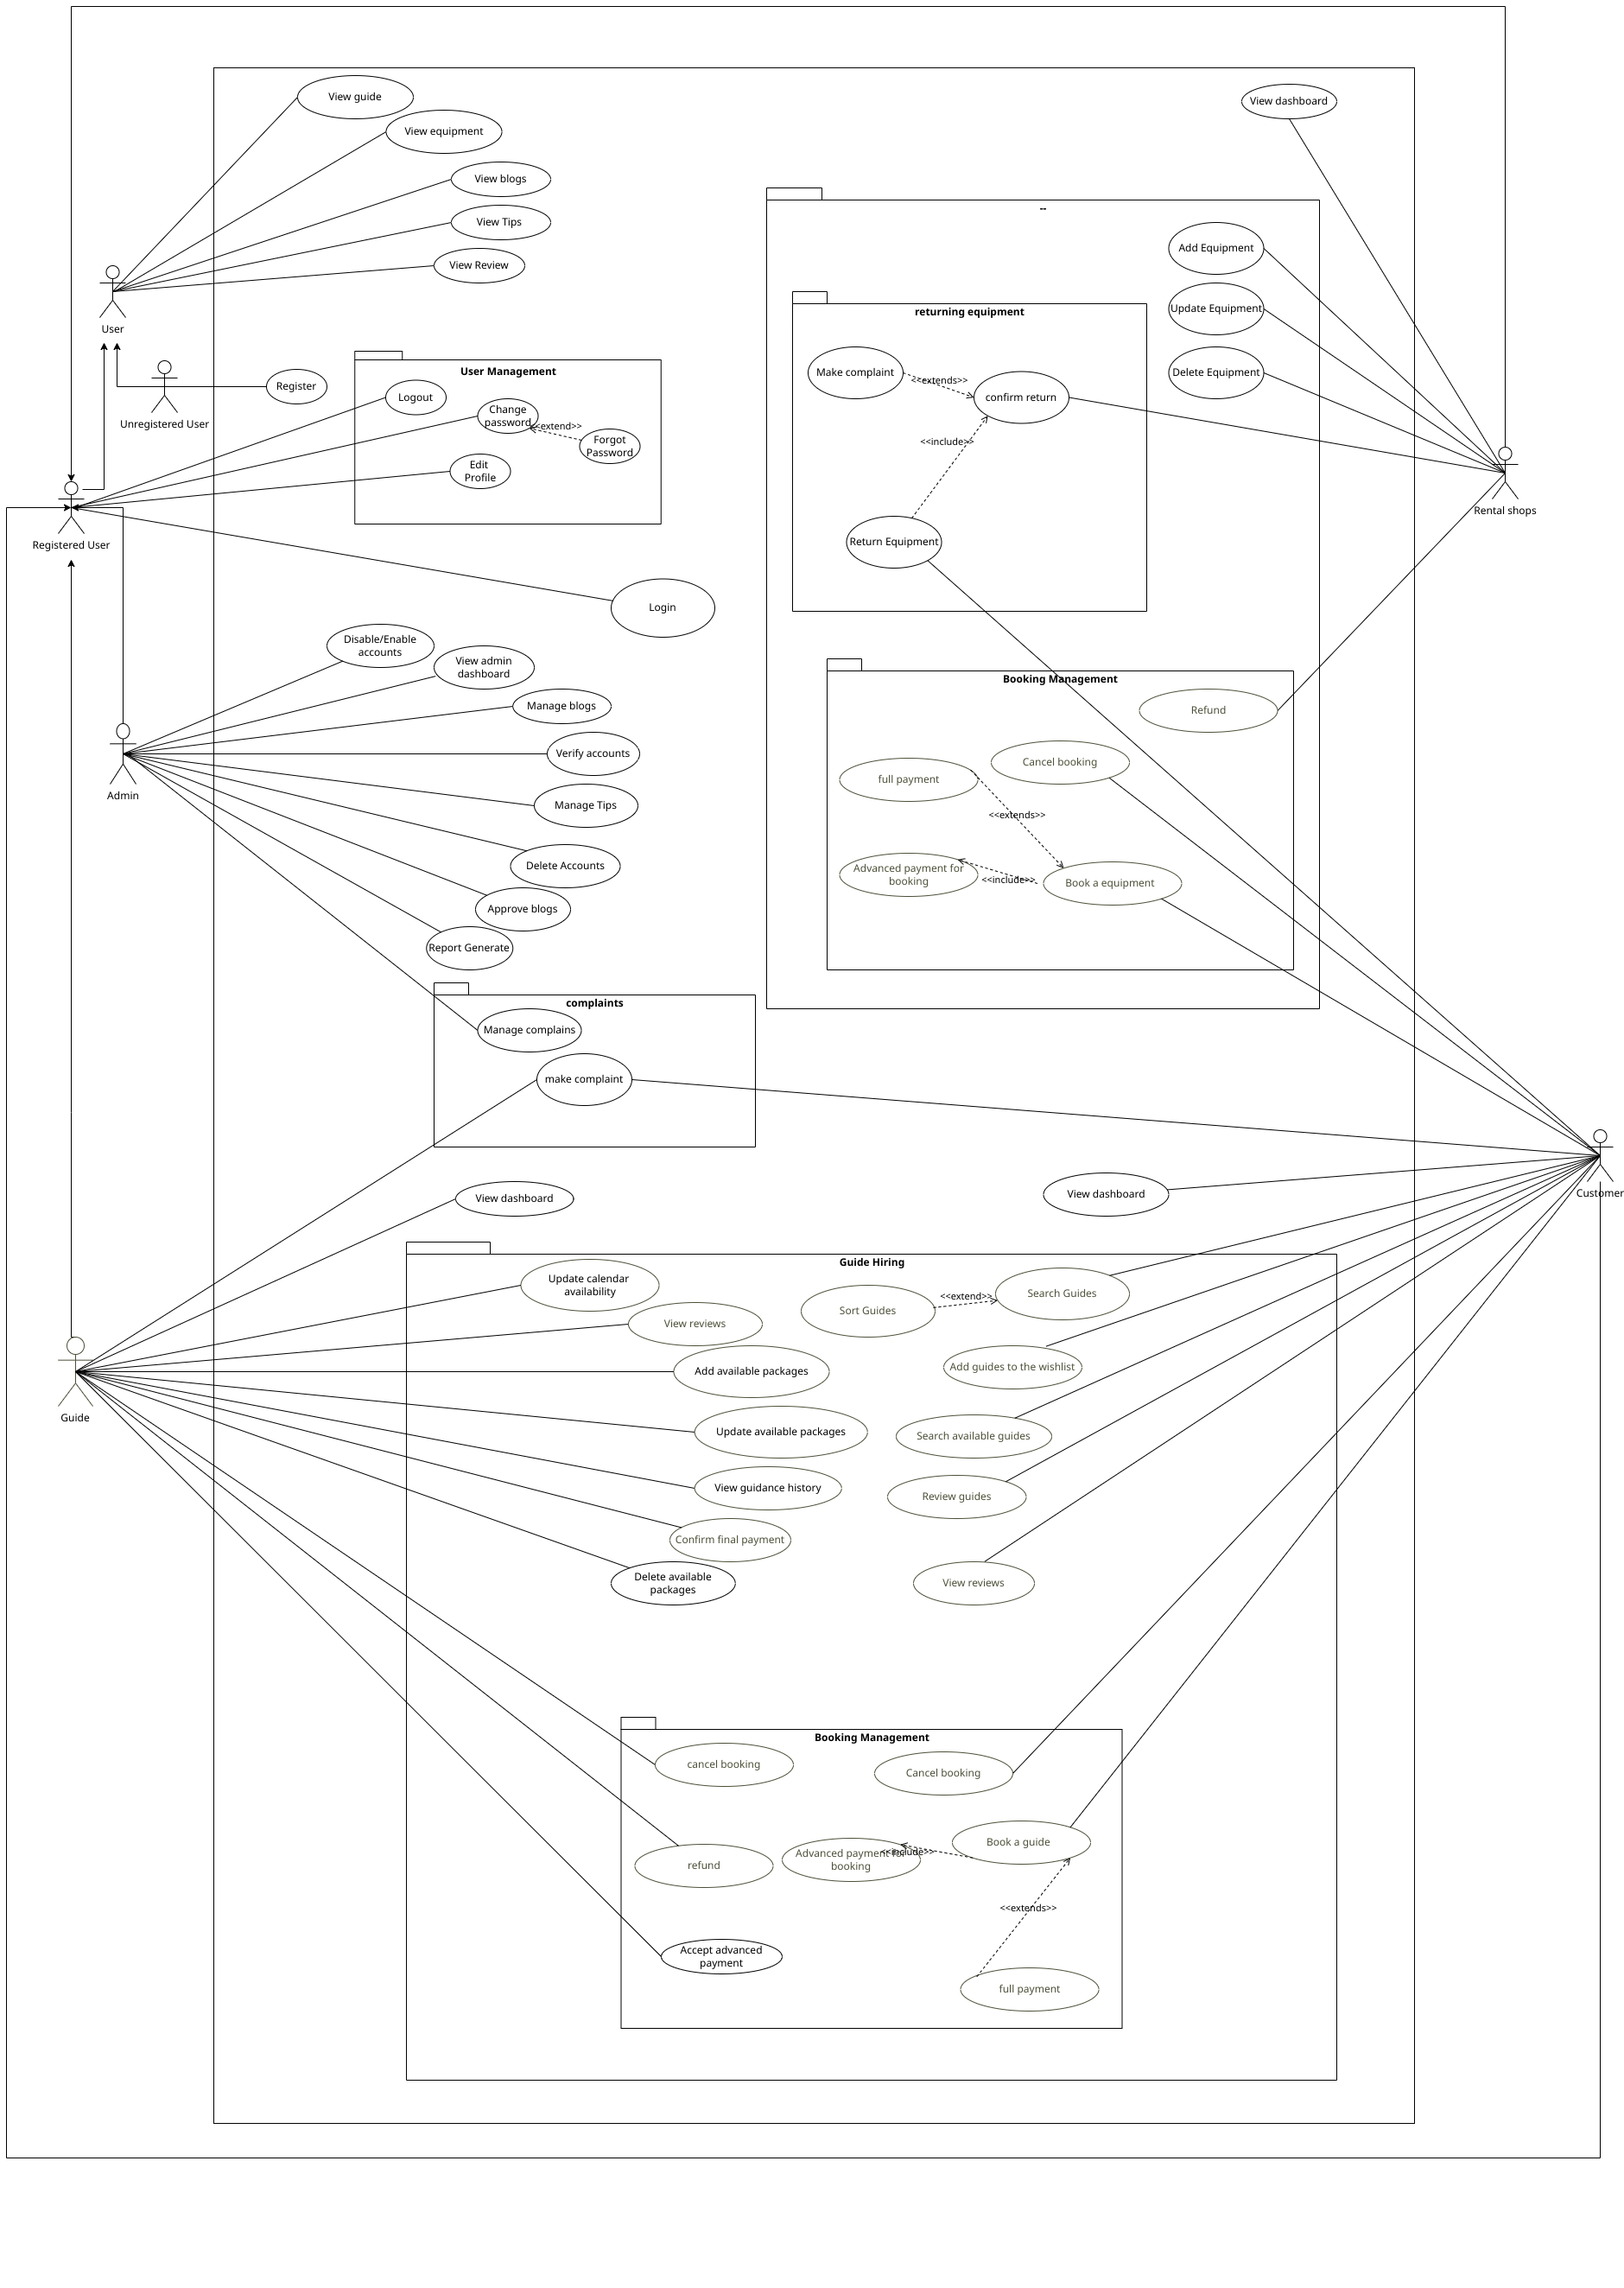 View guide
View dashboard
View equipment
View blogs
--
View Tips
Add Equipment
View Review
User
Update Equipment
returning equipment
Unregistered User
Register
User Management
Make complaint
<<extends>>
Delete Equipment
Logout
confirm return
Change
password
<<extend>>
Forgot
Password
<<include>>
Edit
Profile
Rental shops
Registered User
Return Equipment
Login
Disable/Enable
accounts
View admin
dashboard
Booking Management
Manage blogs
Refund
Verify accounts
Cancel booking
full payment
Admin
Manage Tips
<<extends>>
Delete Accounts
Advanced payment for
booking
<<include>>
Book a equipment
Approve blogs
Report Generate
complaints
Manage complains
make complaint
View dashboard
View dashboard
Customer
Guide Hiring
Update calendar
availability
Sort Guides
<<extend>>
Search Guides
View reviews
Add available packages
Add guides to the wishlist
Guide
Update available packages
Search available guides
View guidance history
Review guides
Confirm final payment
Delete available
packages
View reviews
Booking Management
cancel booking
Cancel booking
refund
Advanced payment for
booking
<<include>>
Book a guide
<<extends>>
Accept advanced
payment
full payment